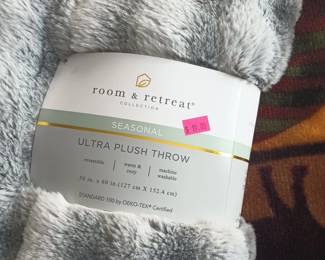 room & retreat®
COLLECTION
SEASONAL
ULTRA PLUSH THROW
reversible warm & cozy machine washable
50 in. x 60 in. (127 cm X 152.4 cm)
STANDARD 100 by OEKO-TEX® Certified